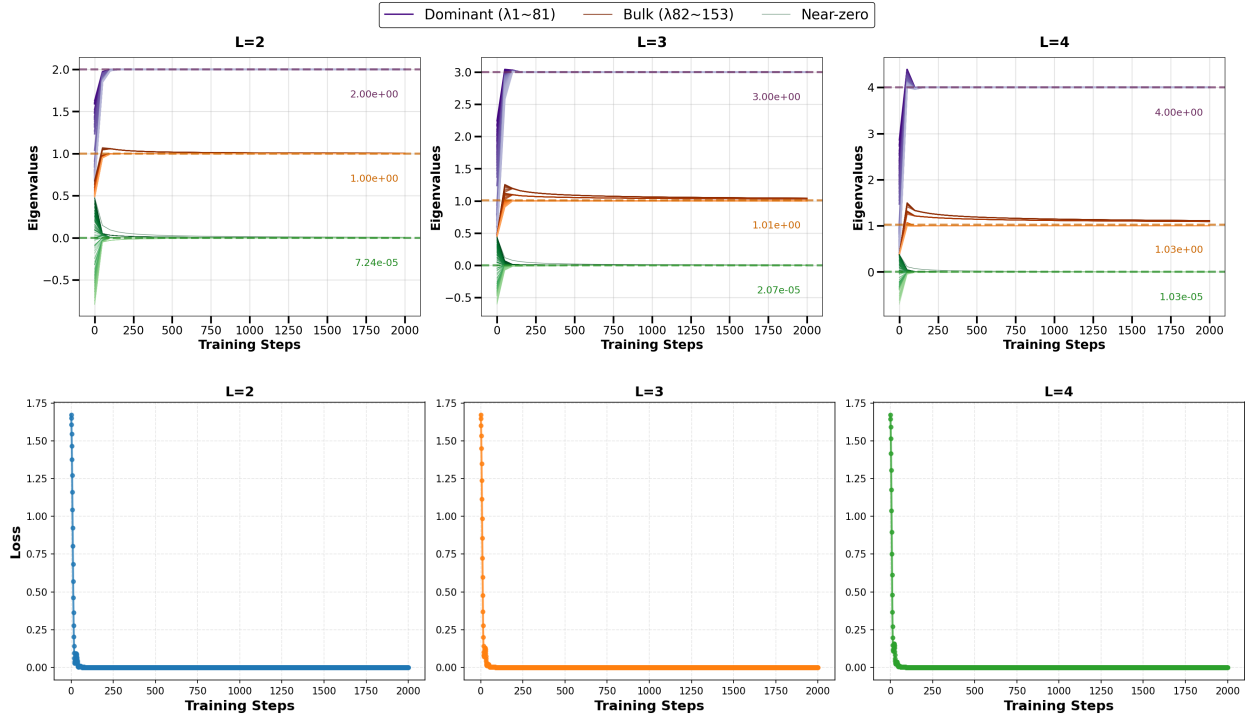 Dominant (λ1~81) Bulk (λ82~153) Near-zero
L=2 L=3 L=4
Eigenvalues
2.0
1.5
1.0
0.5
0.0
−0.5
2.00e+00
1.00e+00
7.24e-05
0 250 500 750 1000 1250 1500 1750 2000
Training Steps
Eigenvalues
3.0
2.5
2.0
1.5
1.0
0.5
0.0
−0.5
3.00e+00
1.01e+00
2.07e-05
0 250 500 750 1000 1250 1500 1750 2000
Training Steps
Eigenvalues
4
3
2
1
0
4.00e+00
1.03e+00
1.03e-05
0 250 500 750 1000 1250 1500 1750 2000
Training Steps
L=2
Loss
1.75
1.50
1.25
1.00
0.75
0.50
0.25
0.00
0 250 500 750 1000 1250 1500 1750 2000
Training Steps
L=3
1.75
1.50
1.25
1.00
0.75
0.50
0.25
0.00
0 250 500 750 1000 1250 1500 1750 2000
Training Steps
L=4
1.75
1.50
1.25
1.00
0.75
0.50
0.25
0.00
0 250 500 750 1000 1250 1500 1750 2000
Training Steps